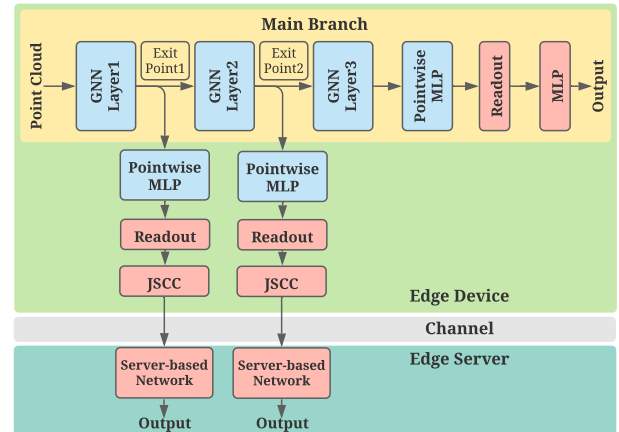 Main Branch
Point Cloud
GNN
Layer1
Exit
Point1
GNN
Layer2
Exit
Point2
GNN
Layer3
Pointwise
MLP
Readout
MLP
Output
Pointwise
MLP
Pointwise
MLP
Readout
Readout
JSCC
JSCC
Edge Device
Channel
Edge Server
Server-based
Network
Server-based
Network
Output
Output